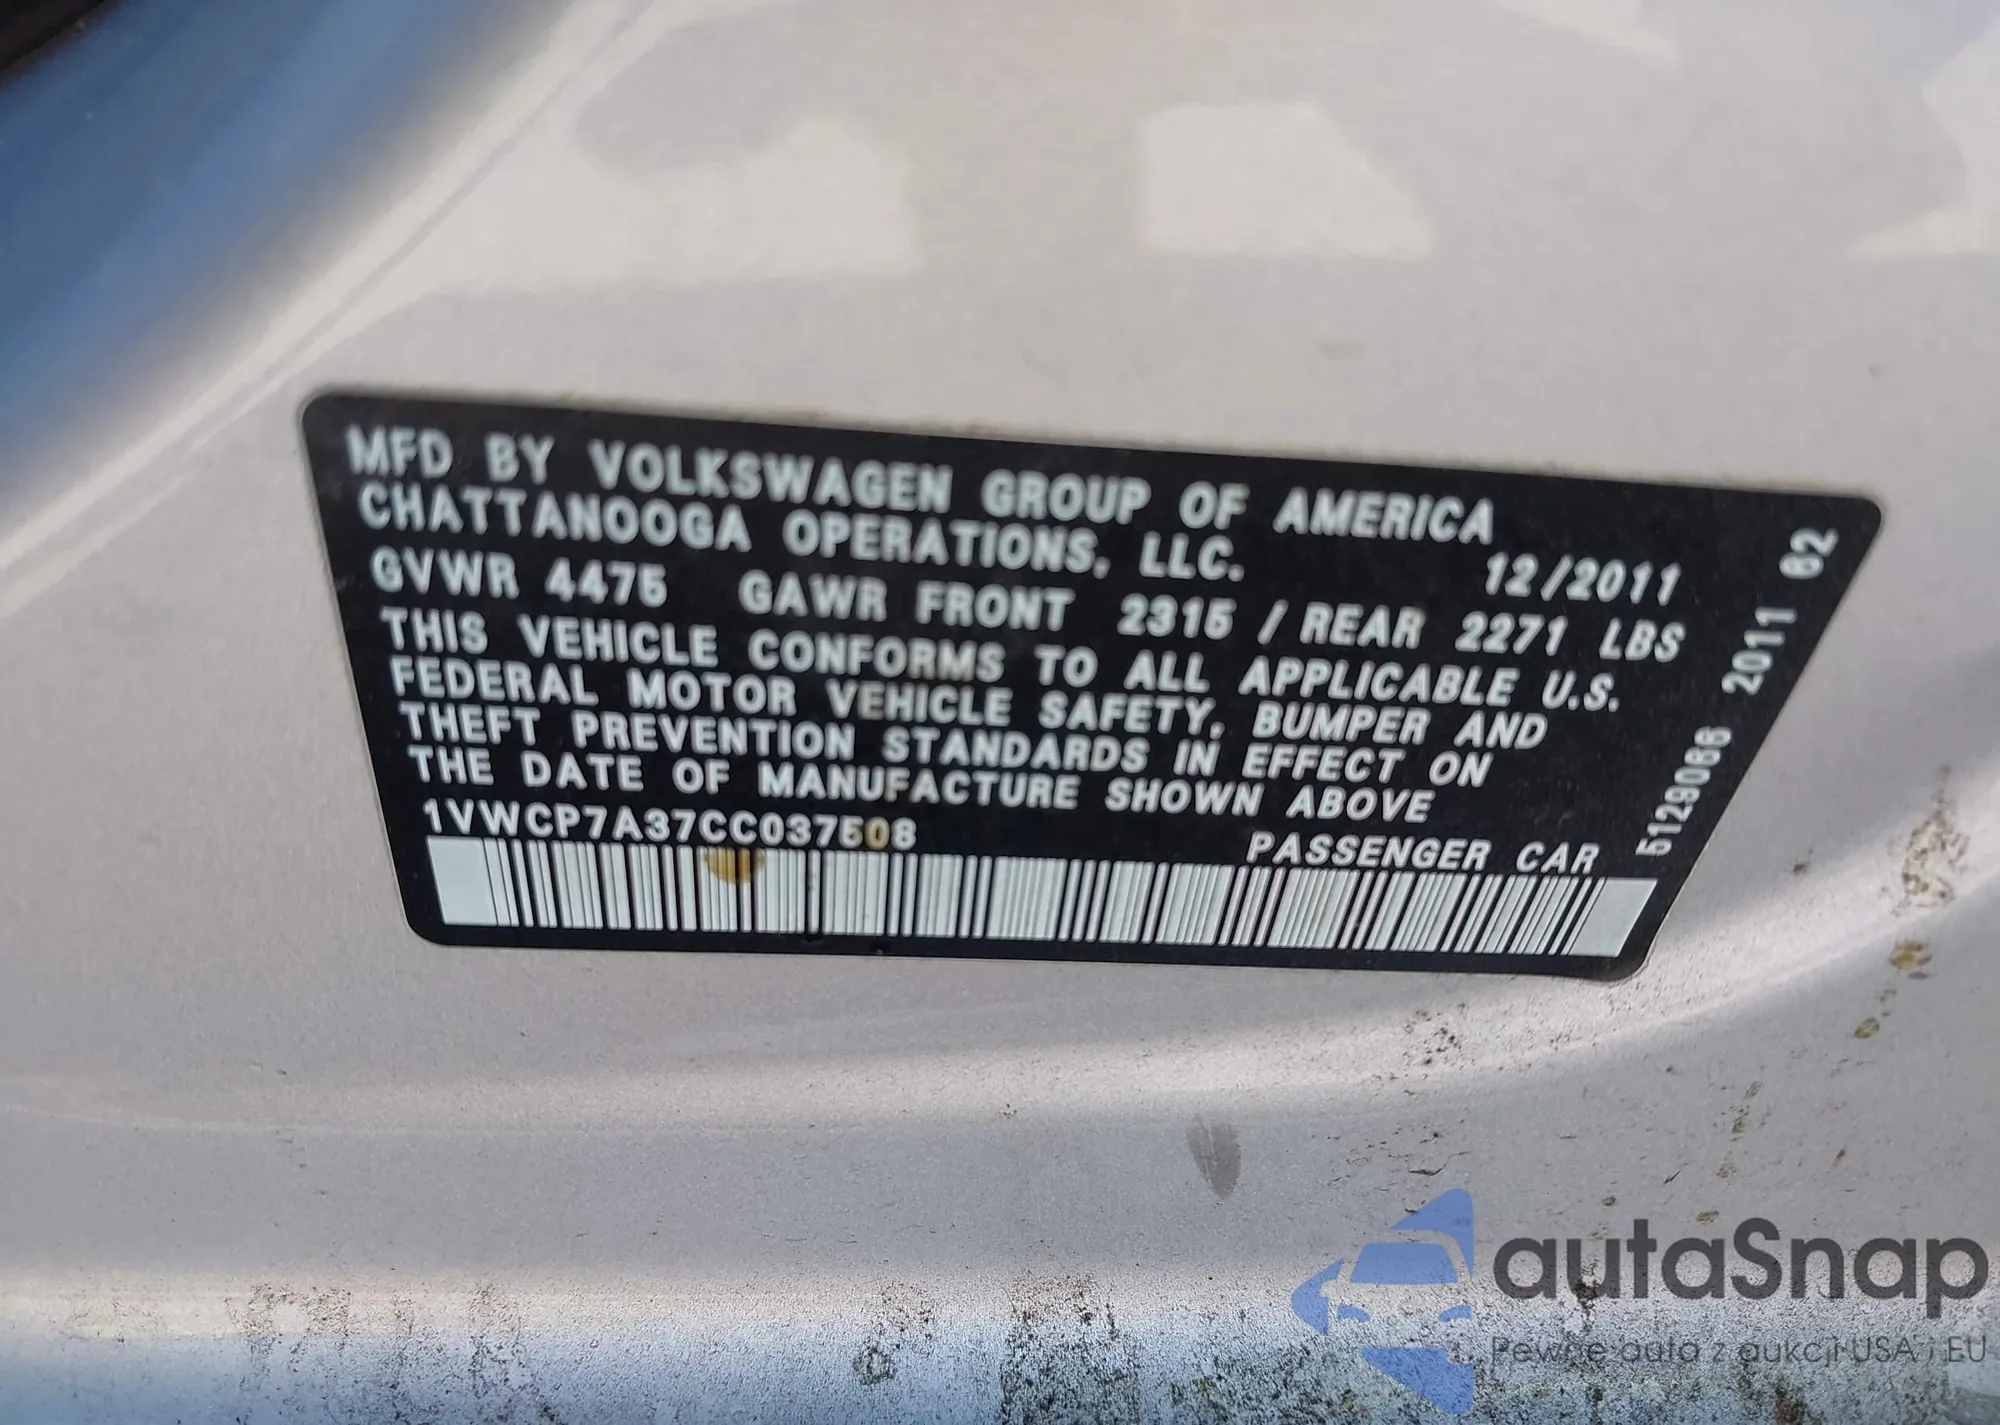 MFD BY VOLKSWAGEN GROUP OF AMERICA
CHATTANOOGA OPERATIONS, LLC. 12/2011
GVWR 4475 GAWR FRONT 2315 / REAR 2271 LBS
THIS VEHICLE CONFORMS TO ALL APPLICABLE U.S.
FEDERAL MOTOR VEHICLE SAFETY, BUMPER AND
THEFT PREVENTION STANDARDS IN EFFECT ON
THE DATE OF MANUFACTURE SHOWN ABOVE
1VWCP7A37CC037508 PASSENGER CAR
2011
autaSnap
Pewne auta z aukcji USA i EU